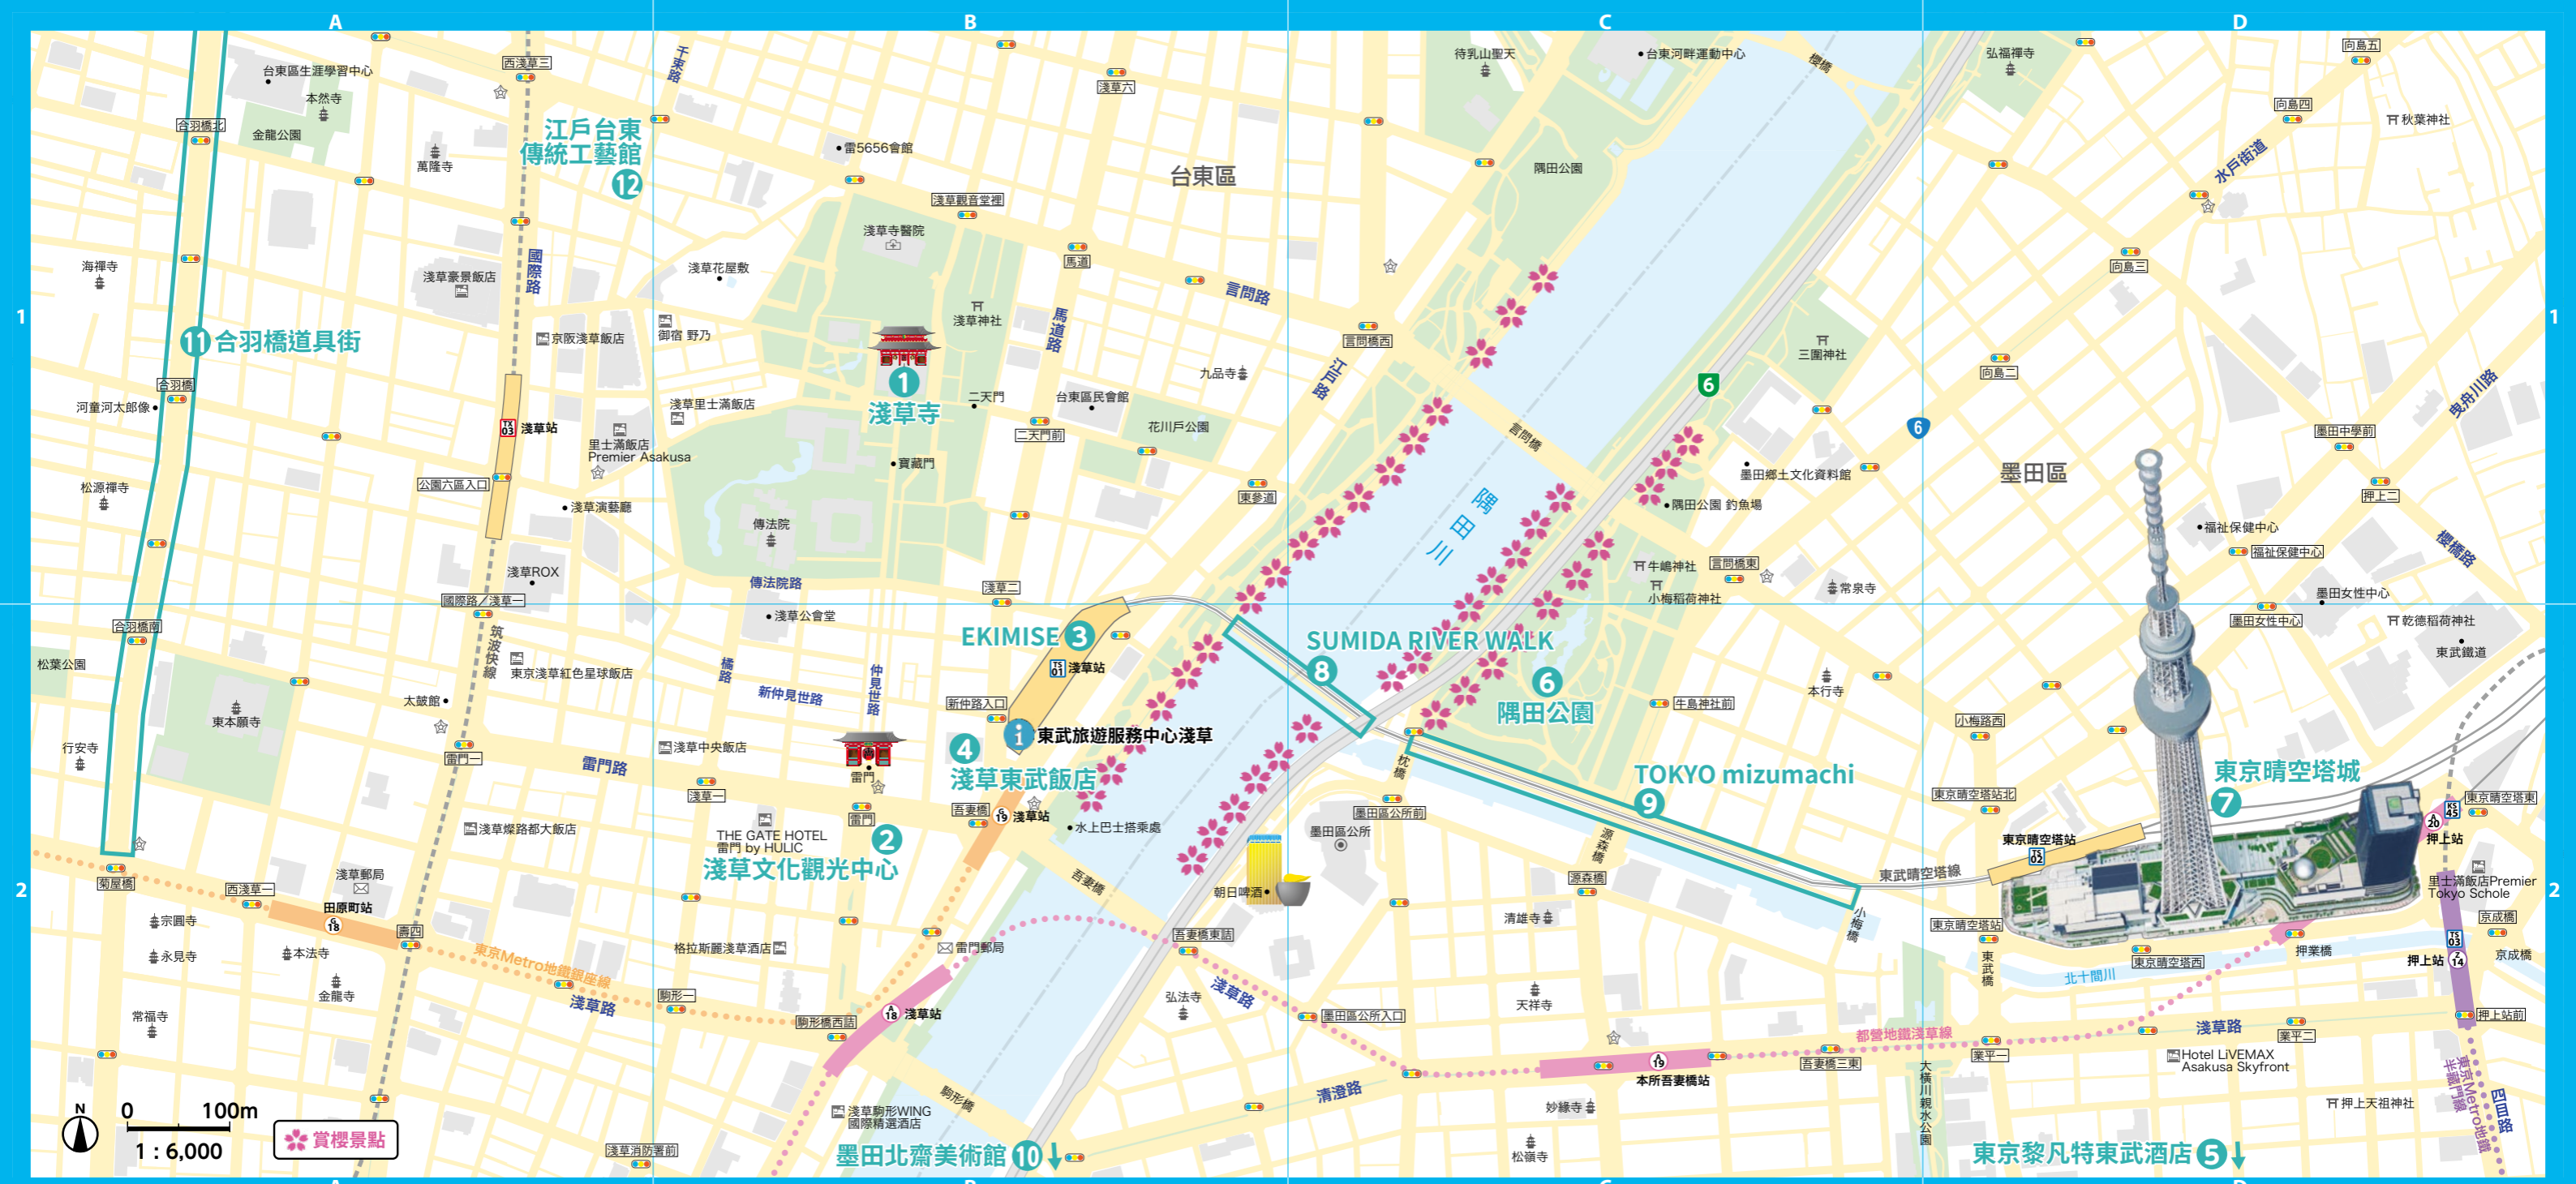 A
B
C
D
1
2
1
2
A
B
C
D
台東區生涯學習中心
本然寺
金龍公園
合羽橋北
萬隆寺
西淺草三
千束路
江戶台東
傳統工藝館
12
國際路
海禪寺
淺草豪景飯店
京阪淺草飯店
11 合羽橋道具街
合羽橋
河童河太郎像
TX
03
淺草站
里士滿飯店
Premier Asakusa
公園六區入口
松源禪寺
淺草演藝廳
淺草ROX
國際路/淺草一
淺草六
雷5656會館
台東區
淺草觀音堂裡
淺草寺醫院
馬道
言問路
淺草花屋敷
淺草神社
馬道路
御宿 野乃
1
淺草寺
淺草里士滿飯店
九品寺
二天門
台東區民會館
二天門前
花川戶公園
寶藏門
東參道
傳法院
傳法院路
淺草二
待乳山聖天
台東河畔運動中心
櫻橋
隅田公園
言問橋西
江戶路
6
三圍神社
言問橋
隅田川
墨田鄉土文化資料館
隅田公園 釣魚場
牛嶋神社
言問橋東
小梅稻荷神社
常泉寺
弘福禪寺
向島五
向島四
秋葉神社
水戶街道
向島三
向島二
曳舟川路
6
墨田區
墨田中學前
押上二
福祉保健中心
福祉保健中心
櫻橋路
墨田女性中心
墨田女性中心
乾德稻荷神社
東武鐵道
合羽橋南
松葉公園
筑波快線
東京淺草紅色星球飯店
太鼓館
東本願寺
行安寺
雷門一
雷門路
淺草燦路都大飯店
菊屋橋
西淺草一
淺草郵局
田原町站
G
18
壽四
宗圓寺
永見寺
本法寺
金龍寺
常福寺
東京Metro地鐵銀座線
淺草路
淺草公會堂
EKIMISE 3
TS
01
淺草站
橘路
新仲見世路
仲見世路
新仲路入口
i
東武旅遊服務中心淺草
4
淺草東武飯店
淺草中央飯店
雷門
淺草一
雷門
吾妻橋
G
19
淺草站
水上巴士搭乘處
THE GATE HOTEL
雷門 by HULIC
2
淺草文化觀光中心
吾妻橋
朝日啤酒
格拉斯麗淺草酒店
雷門郵局
吾妻橋東詰
駒形一
駒形橋西詰
A
18
淺草站
弘法寺
淺草路
駒形橋
淺草駒形WING
國際精選酒店
淺草消防署前
墨田北齋美術館 10
SUMIDA RIVER WALK
8
6
隅田公園
牛島神社前
本行寺
枕橋
TOKYO mizumachi
9
墨田區公所前
墨田區公所
源森橋
源森橋
清雄寺
小梅橋
天祥寺
墨田區公所入口
清澄路
A
19
本所吾妻橋站
吾妻橋三東
都營地鐵淺草線
妙緣寺
松嶺寺
小梅路西
東京晴空塔城
7
東京晴空塔站北
東京晴空塔站
TS
02
東武晴空塔線
東京晴空塔站
東武橋
北十間川
東京晴空塔西
押業橋
東京晴空塔東
KS
45
A
20
押上站
里士滿飯店Premier
Tokyo Schole
京成橋
京成橋
TS
03
押上站
Z
14
押上站前
業平一
淺草路
業平二
Hotel LiVEMAX
Asakusa Skyfront
大橫川親水公園
押上天祖神社
東京Metro地鐵
半藏門線
四目路
東京黎凡特東武酒店 5
N
0 100m
1 : 6,000
賞櫻景點